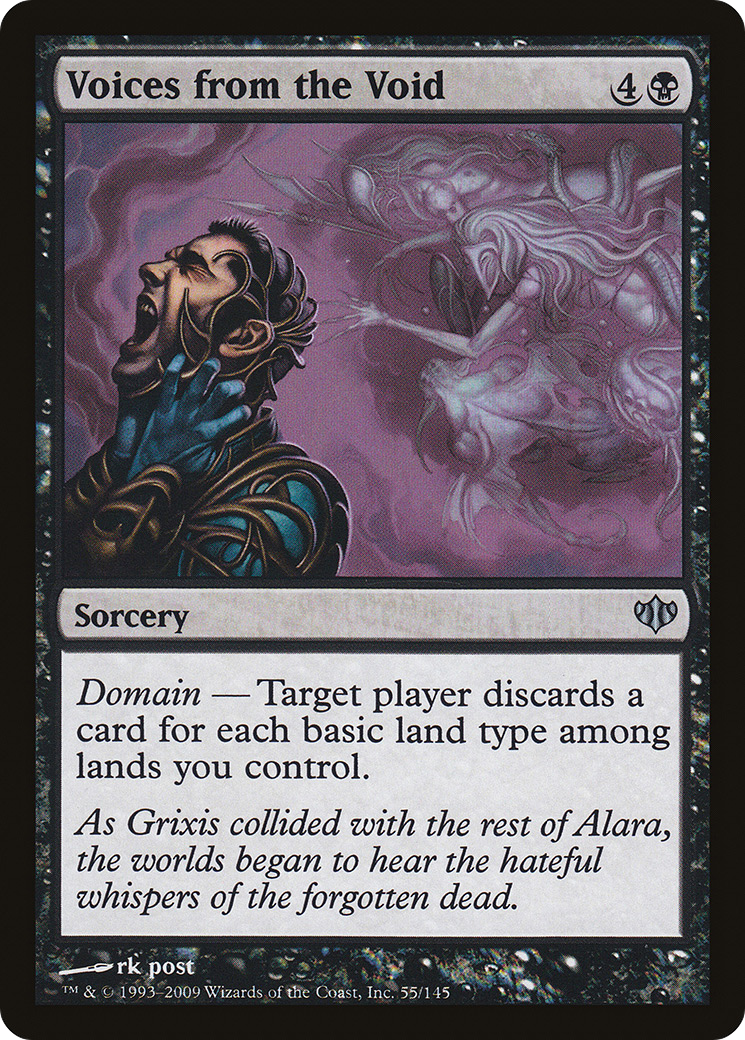 Voices from the Void 4
Sorcery
Domain — Target player discards a
card for each basic land type among
lands you control.
As Grixis collided with the rest of Alara,
the worlds began to hear the hateful
whispers of the forgotten dead.
rk post
™ & © 1993–2009 Wizards of the Coast, Inc. 55/145